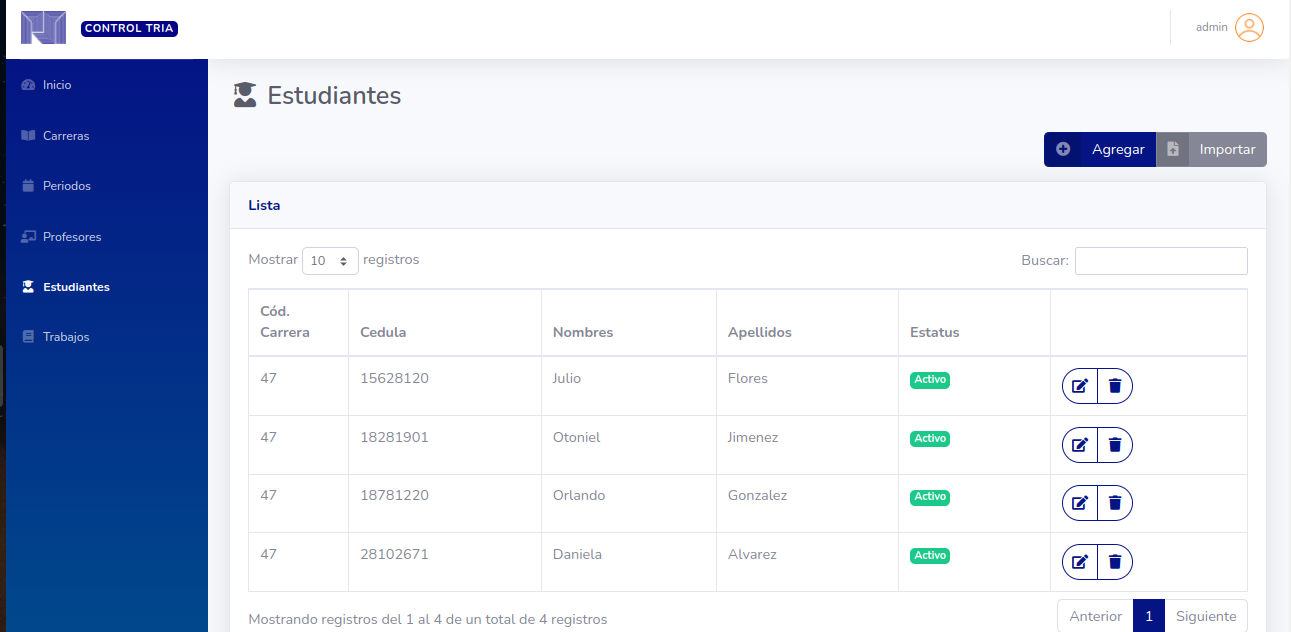 CONTROL TRIA
admin
Inicio
Carreras
Periodos
Profesores
Estudiantes
Trabajos
Estudiantes
Agregar Importar
Lista
Mostrar 10 registros Buscar:
Cód. Carrera Cedula Nombres Apellidos Estatus
47 15628120 Julio Flores Activo
47 18281901 Otoniel Jimenez Activo
47 18781220 Orlando Gonzalez Activo
47 28102671 Daniela Alvarez Activo
Mostrando registros del 1 al 4 de un total de 4 registros Anterior 1 Siguiente